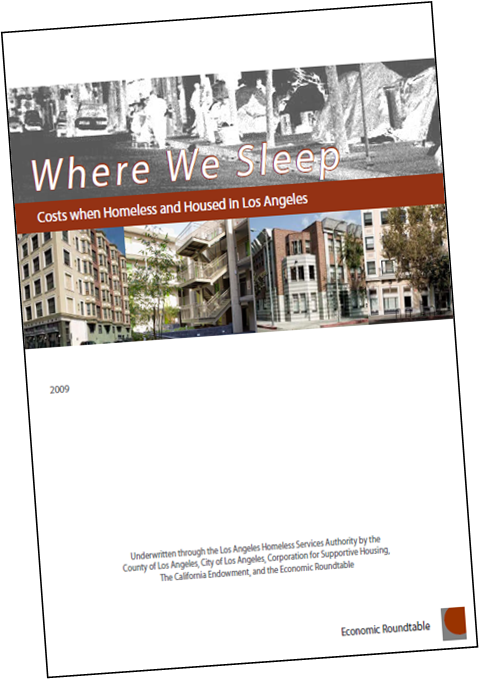 Where We Sleep
Costs when Homeless and Housed in Los Angeles
2009
Underwritten through the Los Angeles Homeless Services Authority by the
County of Los Angeles, City of Los Angeles, Corporation for Supportive Housing,
The California Endowment, and the Economic Roundtable
Economic Roundtable